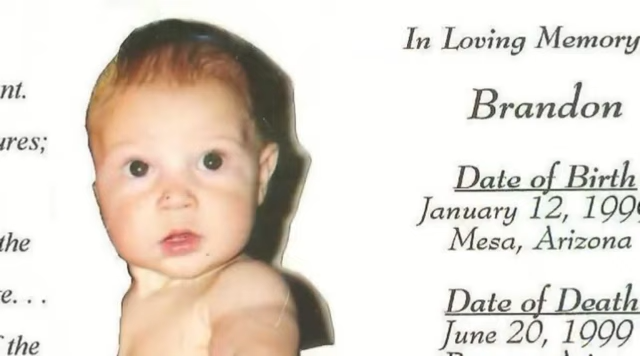 nt.
ures;
the
e. . .
the
In Loving Memory
Brandon
Date of Birth
January 12, 199
Mesa, Arizona
Date of Death
June 20, 1999